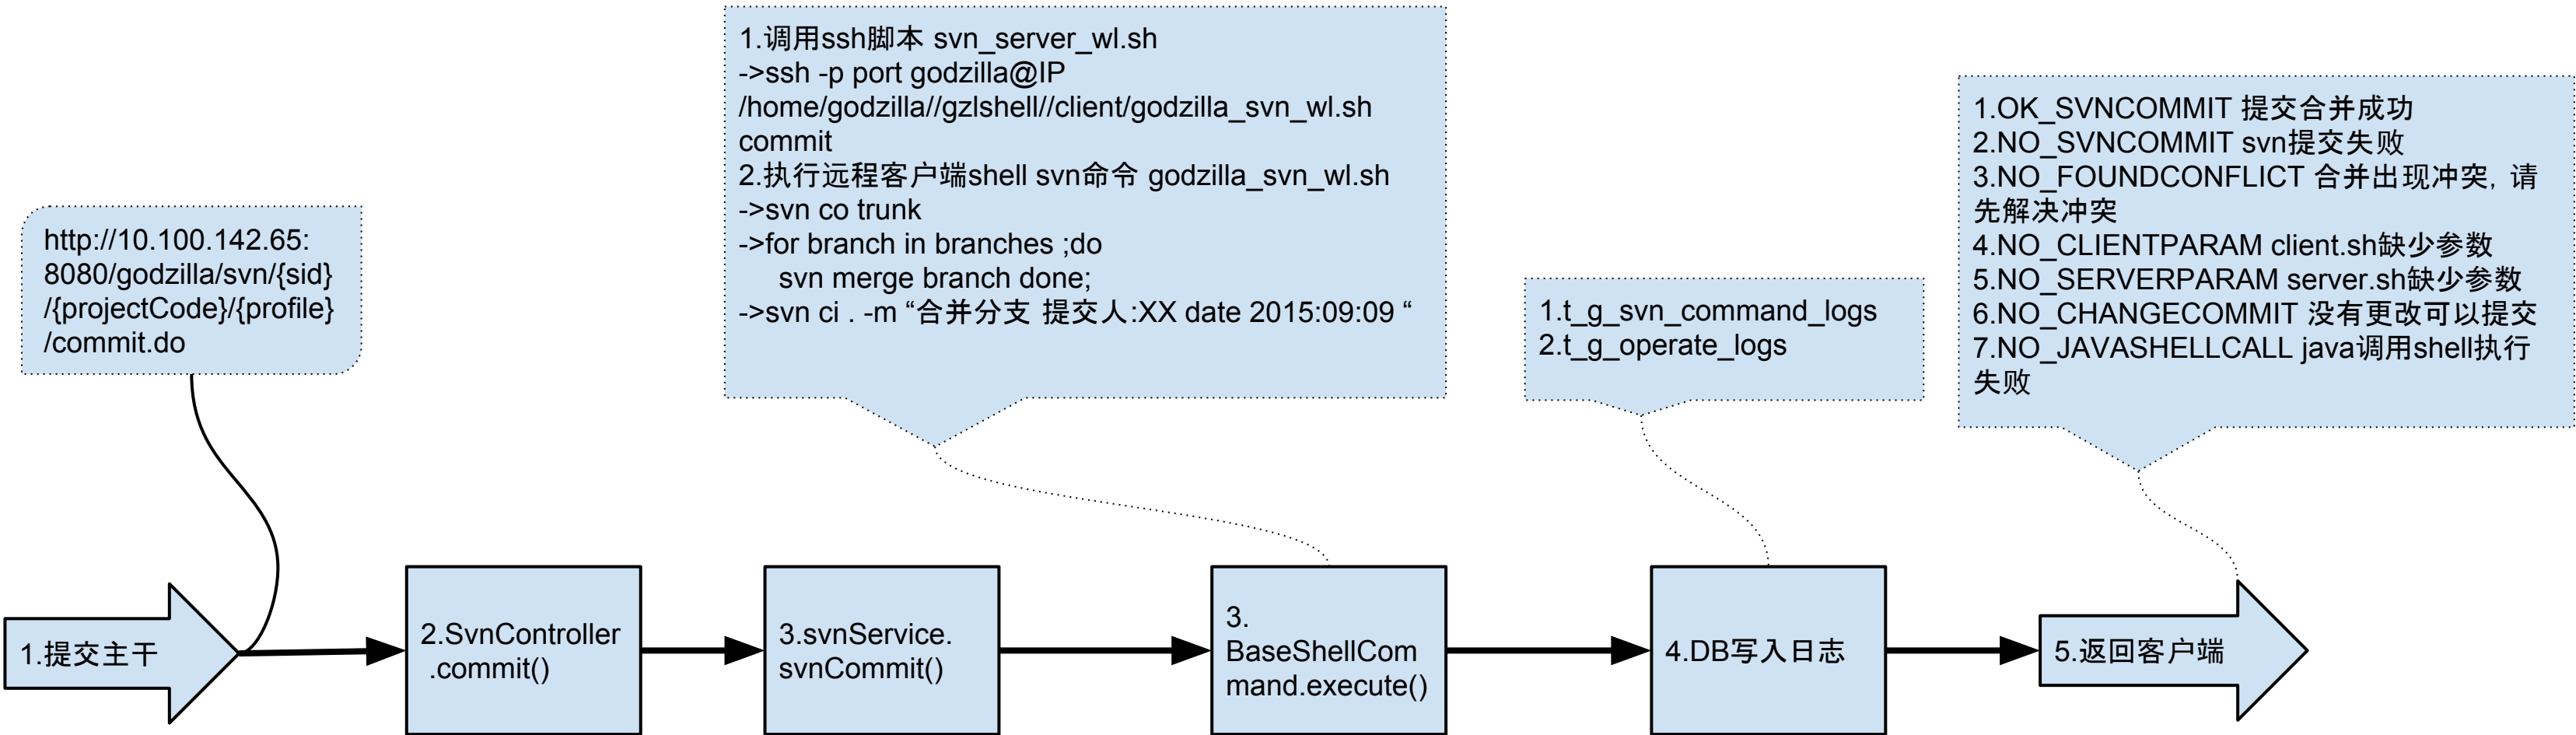 1.调用ssh脚本 svn_server_wl.sh
->ssh -p port godzilla@IP
/home/godzilla//gzlshell//client/godzilla_svn_wl.sh
commit
2.执行远程客户端shell svn命令 godzilla_svn_wl.sh
->svn co trunk
->for branch in branches ;do
svn merge branch done;
->svn ci . -m “合并分支 提交人:XX date 2015:09:09 “
1.OK_SVNCOMMIT 提交合并成功
2.NO_SVNCOMMIT svn提交失败
3.NO_FOUNDCONFLICT 合并出现冲突, 请
先解决冲突
4.NO_CLIENTPARAM client.sh缺少参数
5.NO_SERVERPARAM server.sh缺少参数
6.NO_CHANGECOMMIT 没有更改可以提交
7.NO_JAVASHELLCALL java调用shell执行
失败
http://10.100.142.65:
8080/godzilla/svn/{sid}
/{projectCode}/{profile}
/commit.do
1.t_g_svn_command_logs
2.t_g_operate_logs
1.提交主干
2.SvnController
.commit()
3.svnService.
svnCommit()
3.
BaseShellCom
mand.execute()
4.DB写入日志
5.返回客户端